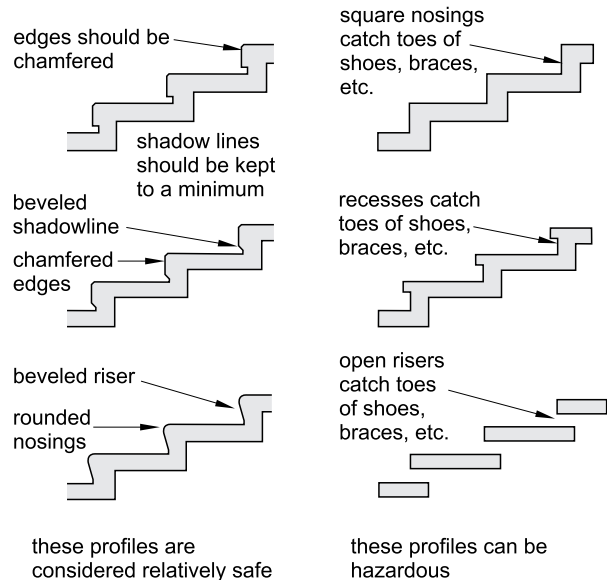 edges should be
chamfered
shadow lines
should be kept
to a minimum
beveled
shadowline
chamfered
edges
beveled riser
rounded
nosings
these profiles are
considered relatively safe
square nosings
catch toes of
shoes, braces,
etc.
recesses catch
toes of shoes,
braces, etc.
open risers
catch toes
of shoes,
braces, etc.
these profiles can be
hazardous